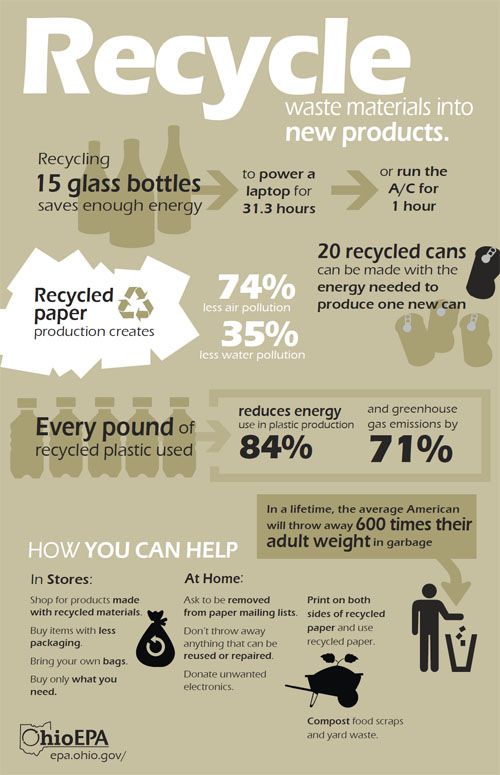 Recycle
waste materials into
new products.
Recycling
15 glass bottles
saves enough energy
to power a
laptop for
31.3 hours
or run the
A/C for
1 hour
Recycled
paper
production creates
74%
less air pollution
35%
less water pollution
20 recycled cans
can be made with the
energy needed to
produce one new can
Every pound of
recycled plastic used
reduces energy
use in plastic production
84%
and greenhouse
gas emissions by
71%
In a lifetime, the average American
will throw away 600 times their
adult weight in garbage
HOW YOU CAN HELP
In Stores:
Shop for products made
with recycled materials.
Buy items with less
packaging.
Bring your own bags.
Buy only what you
need.
At Home:
Ask to be removed
from paper mailing lists.
Don't throw away
anything that can be
reused or repaired.
Donate unwanted
electronics.
Print on both
sides of recycled
paper and use
recycled paper.
Compost food scraps
and yard waste.
OhioEPA
epa.ohio.gov/